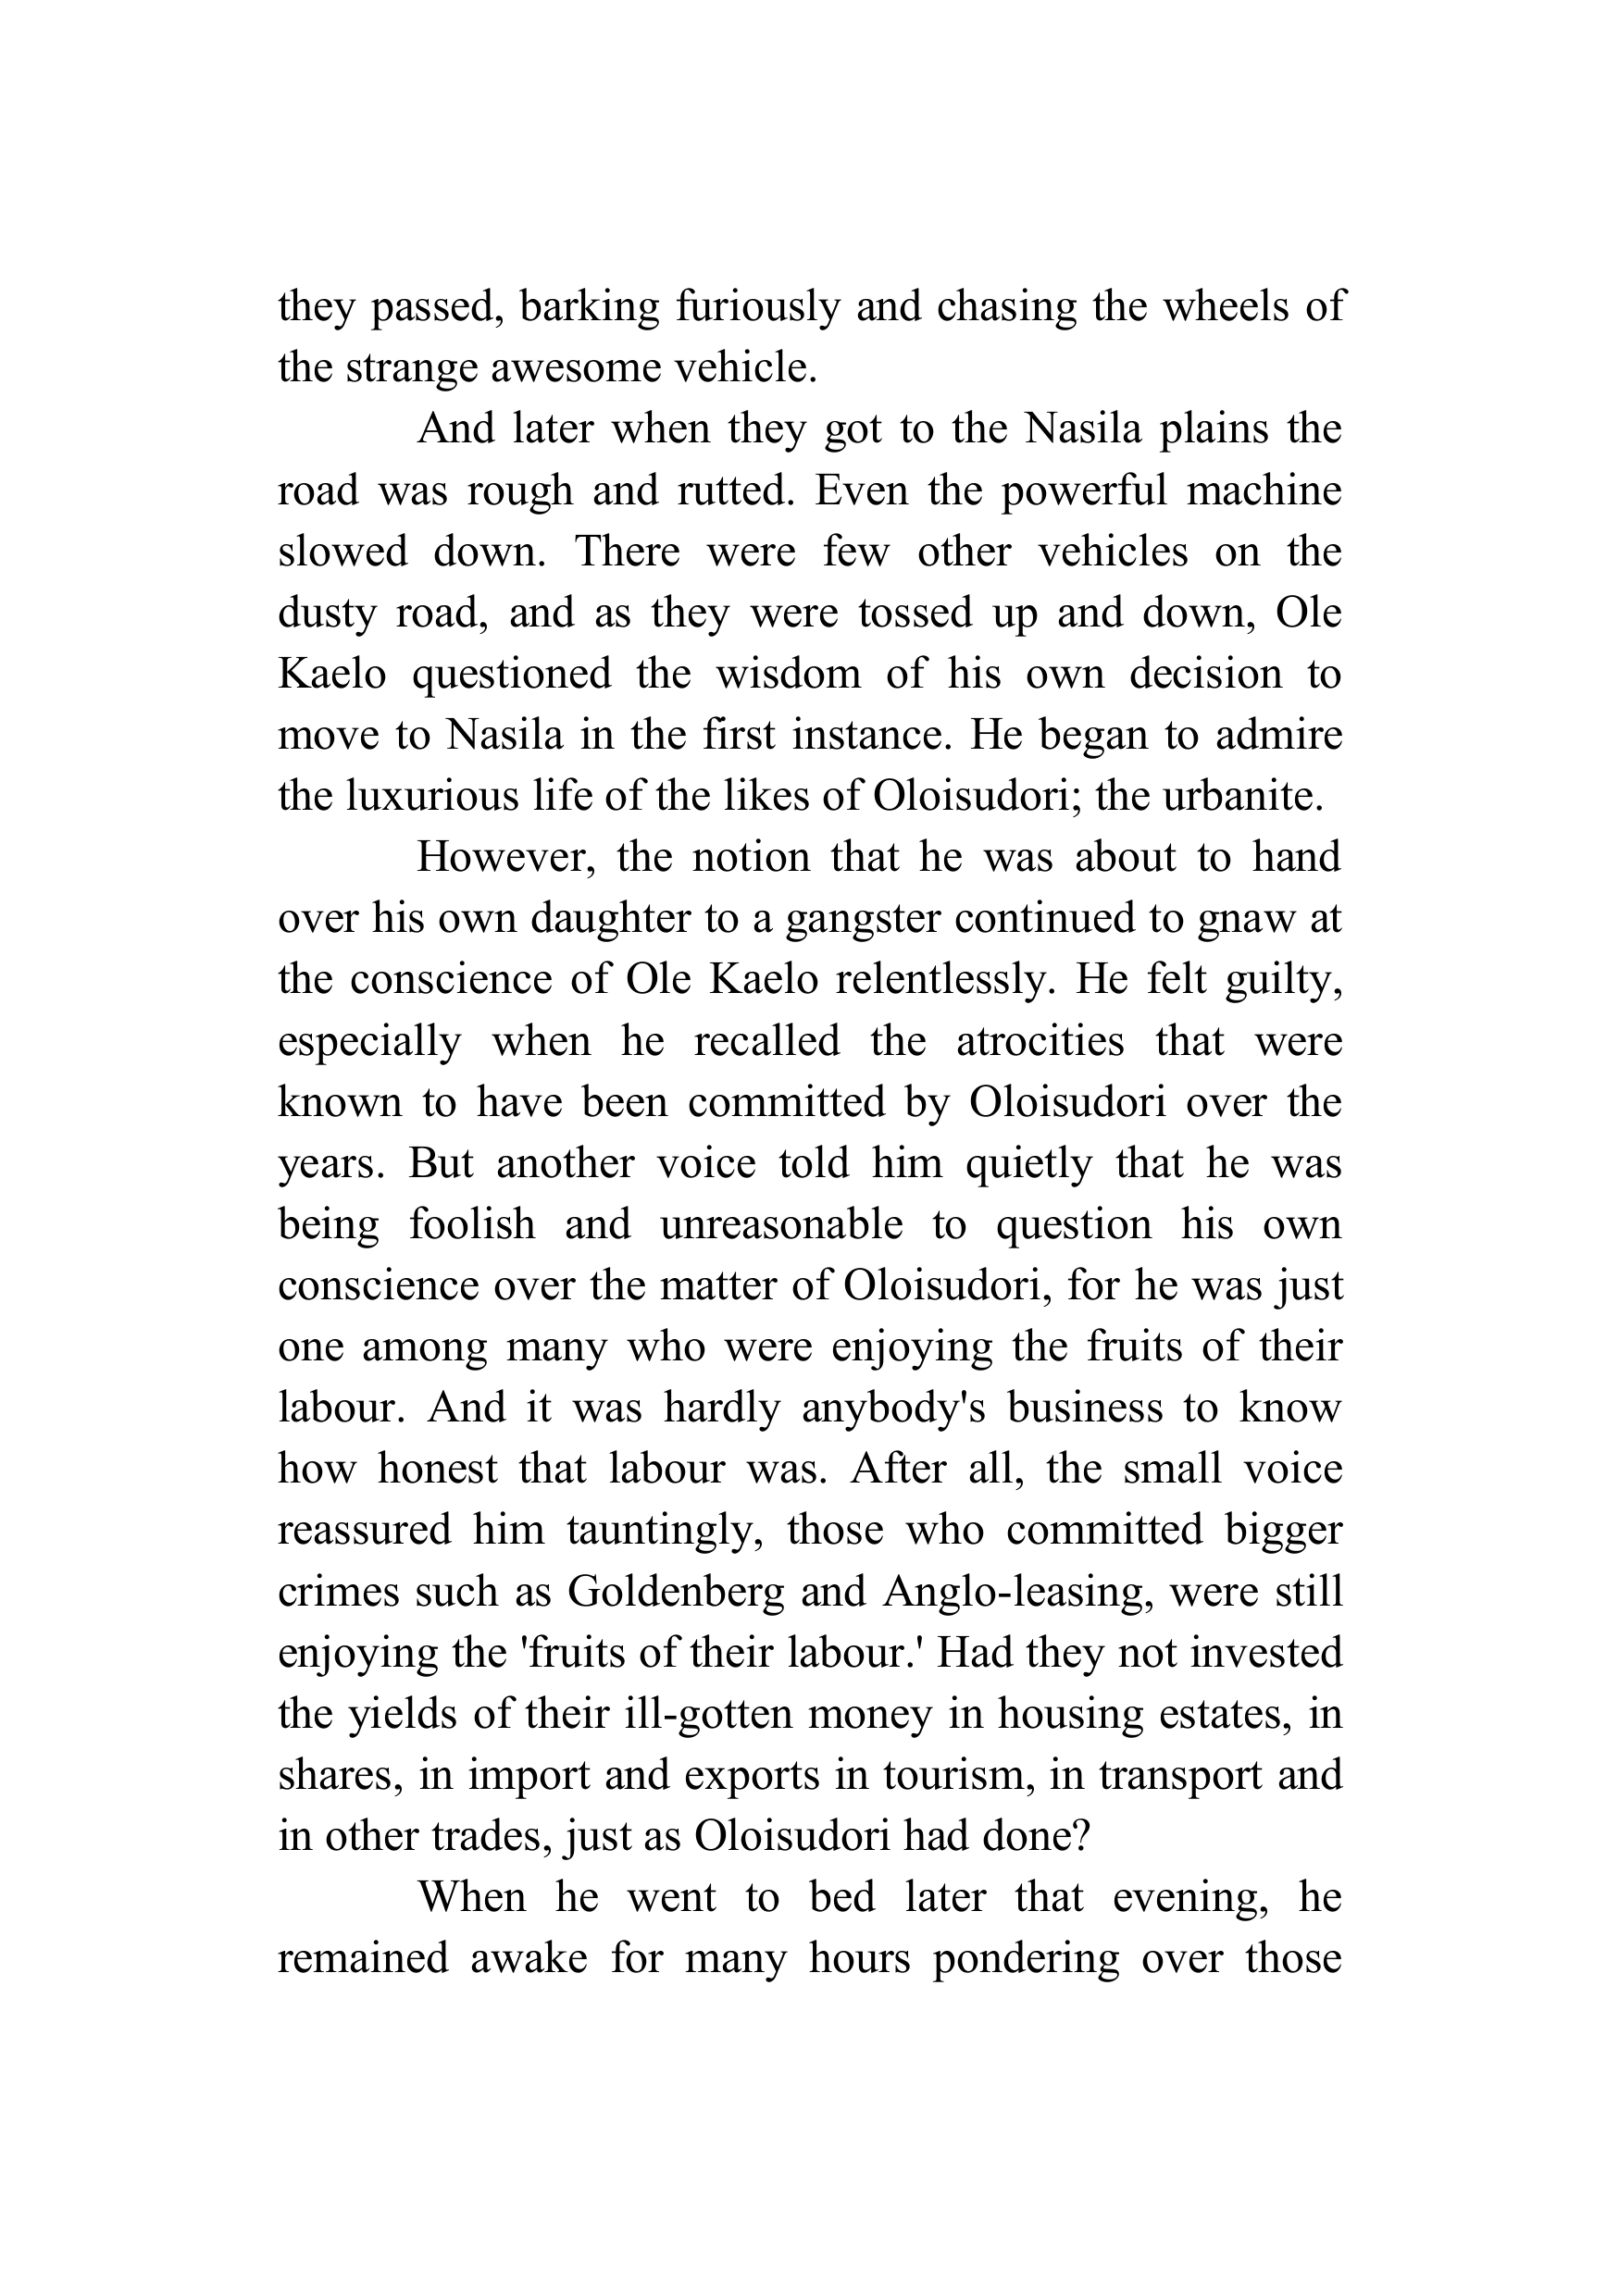 they passed, barking furiously and chasing the wheels of
the strange awesome vehicle.
And later when they got to the Nasila plains the
road was rough and rutted. Even the powerful machine
slowed down. There were few other vehicles on the
dusty road, and as they were tossed up and down, Ole
Kaelo questioned the wisdom of his own decision to
move to Nasila in the first instance. He began to admire
the luxurious life of the likes of Oloisudori; the urbanite.
However, the notion that he was about to hand
over his own daughter to a gangster continued to gnaw at
the conscience of Ole Kaelo relentlessly. He felt guilty,
especially when he recalled the atrocities that were
known to have been committed by Oloisudori over the
years. But another voice told him quietly that he was
being foolish and unreasonable to question his own
conscience over the matter of Oloisudori, for he was just
one among many who were enjoying the fruits of their
labour. And it was hardly anybody's business to know
how honest that labour was. After all, the small voice
reassured him tauntingly, those who committed bigger
crimes such as Goldenberg and Anglo-leasing, were still
enjoying the 'fruits of their labour.' Had they not invested
the yields of their ill-gotten money in housing estates, in
shares, in import and exports in tourism, in transport and
in other trades, just as Oloisudori had done?
When he went to bed later that evening, he
remained awake for many hours pondering over those